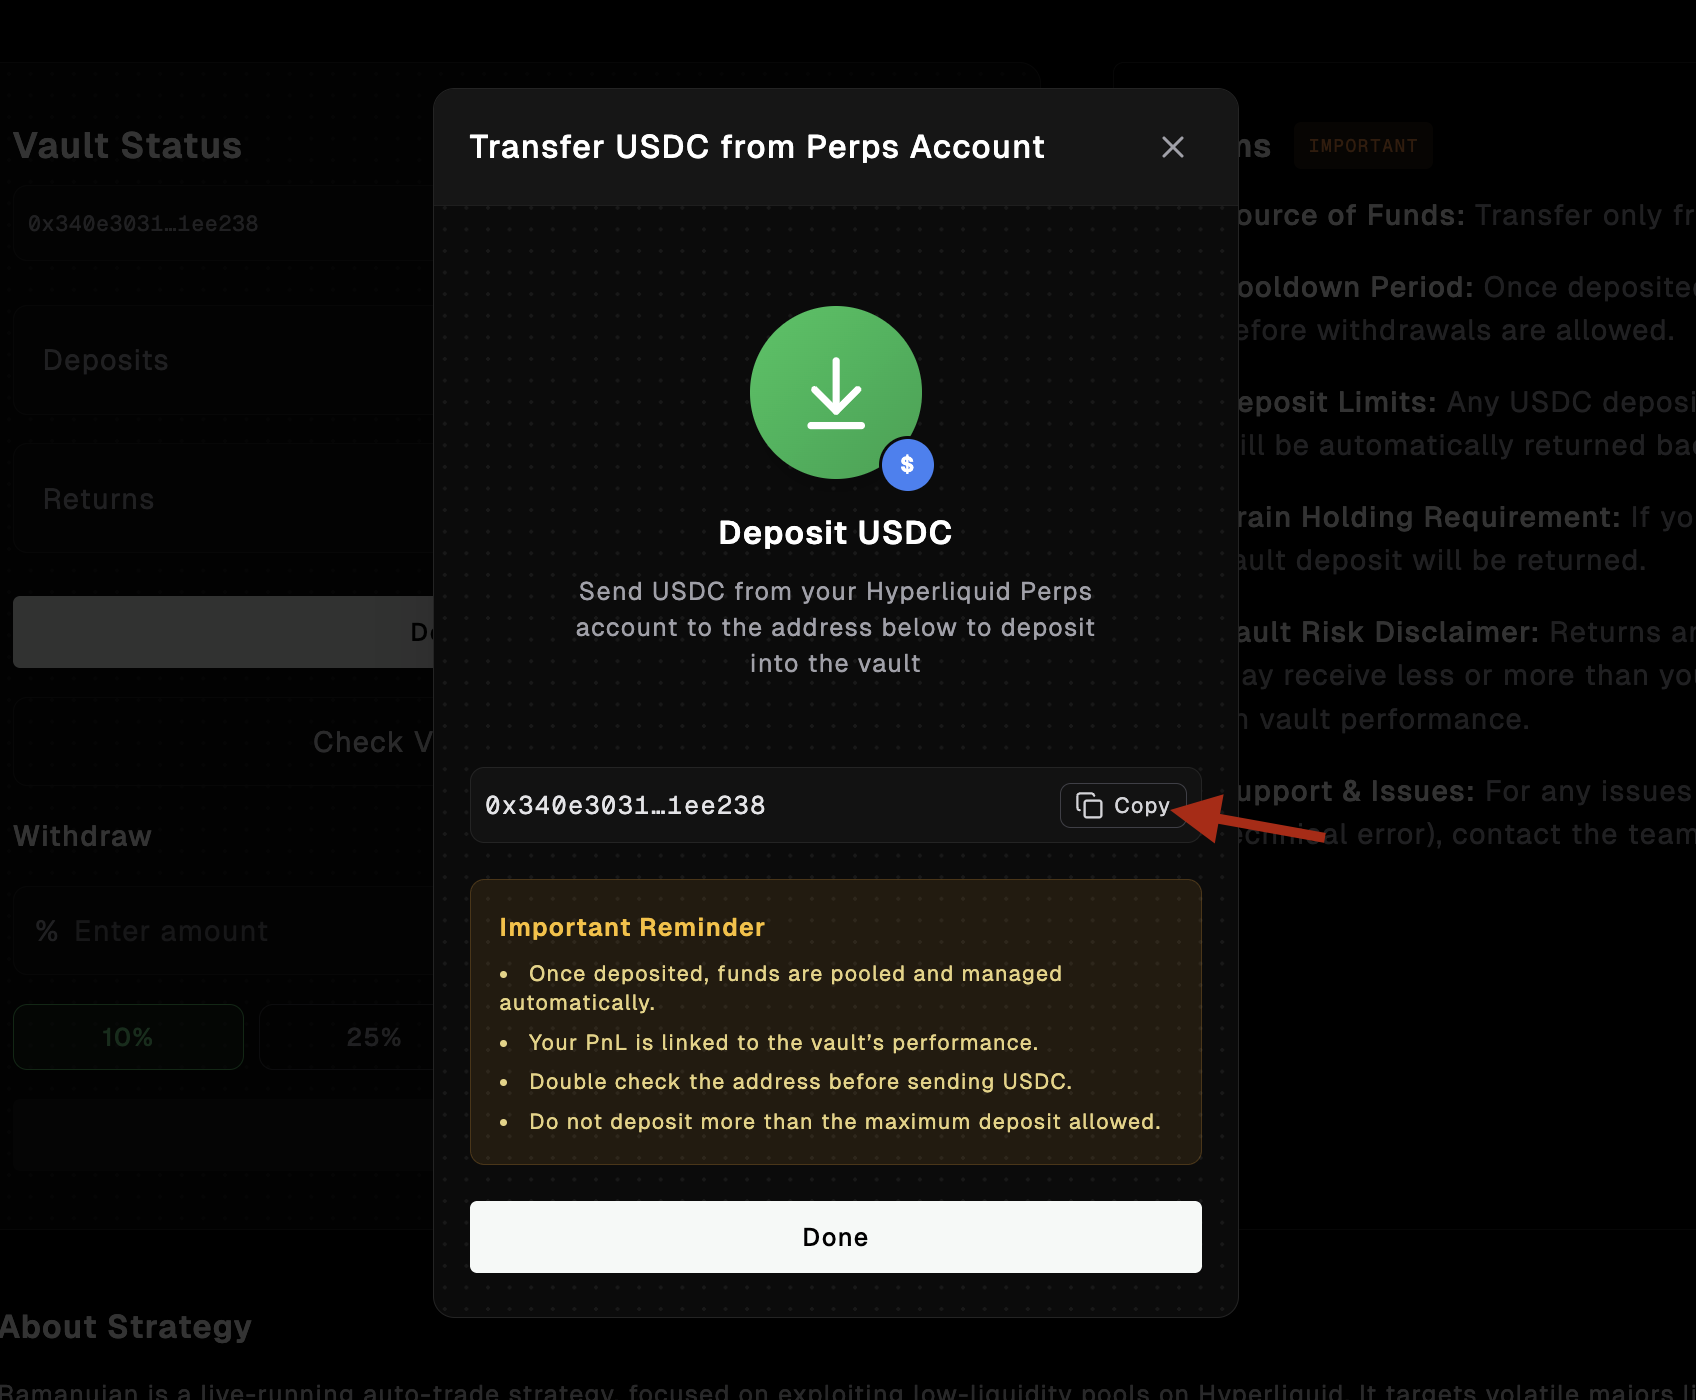 Vault Status
0x340e3031…1ee238
Deposits
Returns
Check V
Withdraw
% Enter amount
10%
25%
About Strategy
Ramanujan is a live-running auto-trade strategy, focused on exploiting low-liquidity pools on Hyperliquid. It targets volatile majors
Transfer USDC from Perps Account
$
Deposit USDC
Send USDC from your Hyperliquid Perps
account to the address below to deposit
into the vault
0x340e3031…1ee238
Copy
Important Reminder
• Once deposited, funds are pooled and managed
automatically.
• Your PnL is linked to the vault’s performance.
• Double check the address before sending USDC.
• Do not deposit more than the maximum deposit allowed.
Done
IMPORTANT
ource of Funds: Transfer only fr
ooldown Period: Once deposited
efore withdrawals are allowed.
eposit Limits: Any USDC deposi
ill be automatically returned bac
rain Holding Requirement: If yo
ault deposit will be returned.
ault Risk Disclaimer: Returns ar
ay receive less or more than you
n vault performance.
upport & Issues: For any issues
echnical error), contact the team